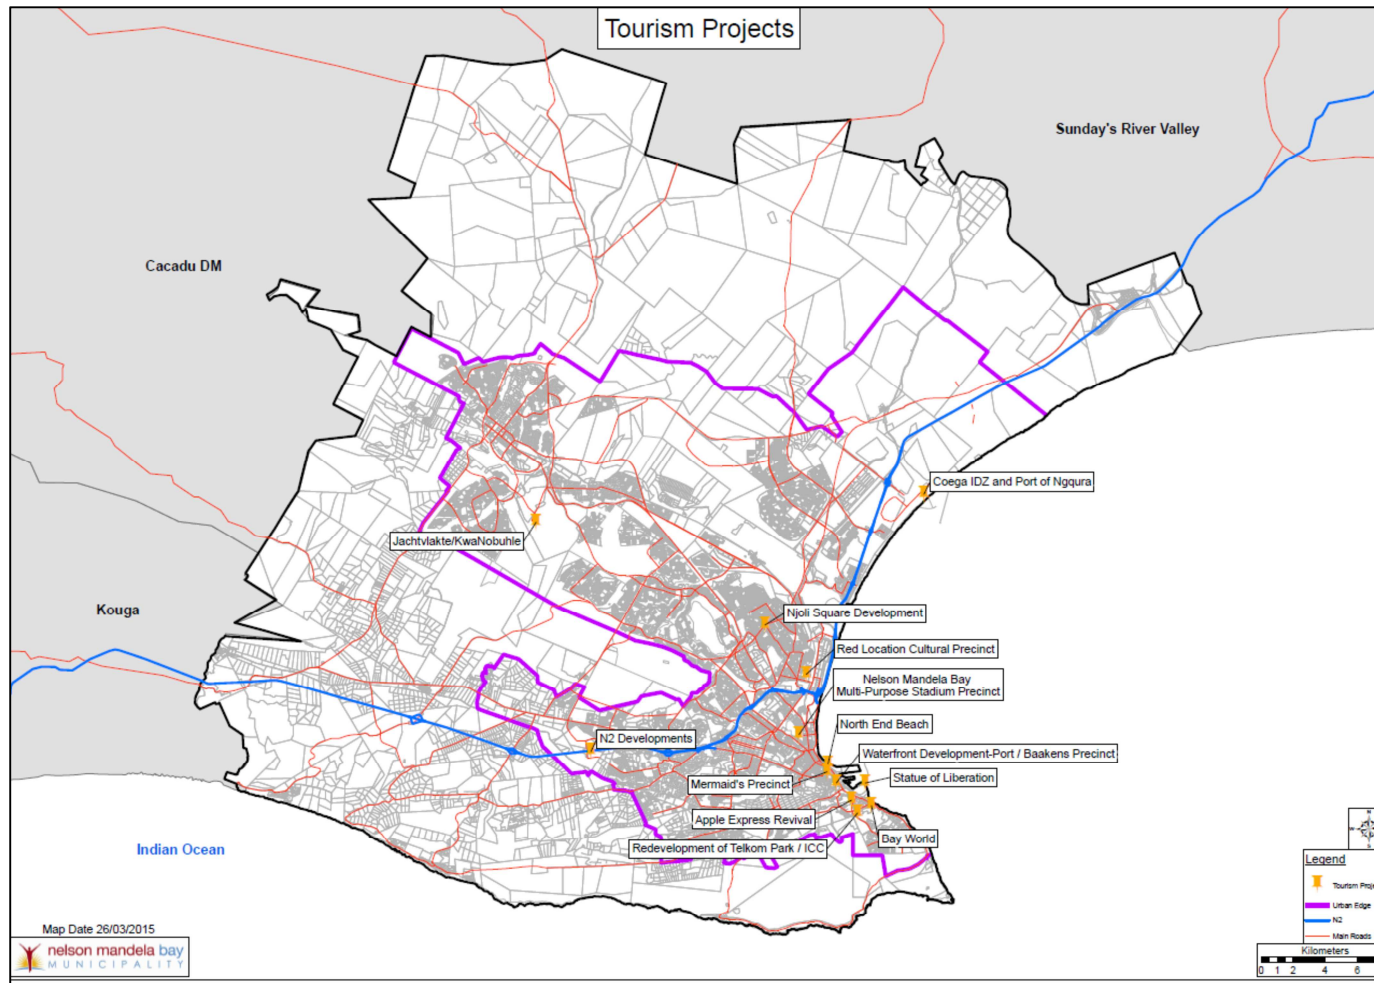 Tourism Projects
Sunday's River Valley
Cacadu DM
Coega IDZ and Port of Ngqura
Jachtvlakte/KwaNobuhle
Kouga
Njoli Square Development
Red Location Cultural Precinct
Nelson Mandela Bay
Multi-Purpose Stadium Precinct
North End Beach
N2 Developments
Waterfront Development-Port / Baakens Precinct
Statue of Liberation
Mermaid's Precinct
Apple Express Revival
Bay World
Redevelopment of Telkom Park / ICC
Indian Ocean
Legend
Tourism Proj
Urban Edge
N2
Main Roads
Kilometers
0 1 2 4 6
Map Date 26/03/2015
nelson mandela bay
MUNICIPALITY